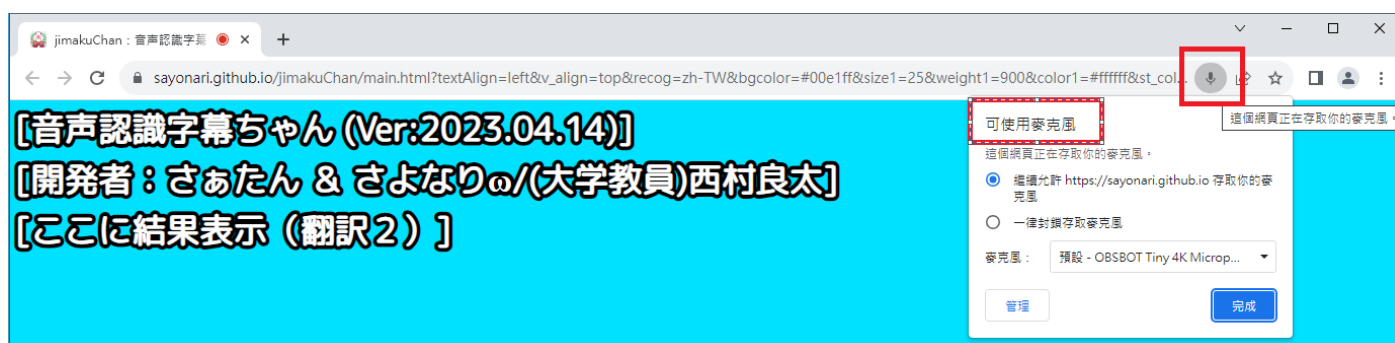 jimakuChan : 音声認識字幕
sayonari.github.io/jimakuChan/main.html?textAlign=left&v_align=top&recog=zh-TW&bgcolor=#00e1ff&size1=25&weight1=900&color1=#ffffff&st_col...
[音声認識字幕ちゃん (Ver:2023.04.14)]
[開発者：さぁたん & さよなりω/(大学教員)西村良太]
[ここに結果表示（翻訳２）]
可使用麥克風
這個網頁正在存取你的麥克風。
這個網頁正在存取你的麥克風。
繼續允許 https://sayonari.github.io 存取你的麥
克風
一律封鎖存取麥克風
麥克風： 預設 - OBSBOT Tiny 4K Microp...
管理 完成